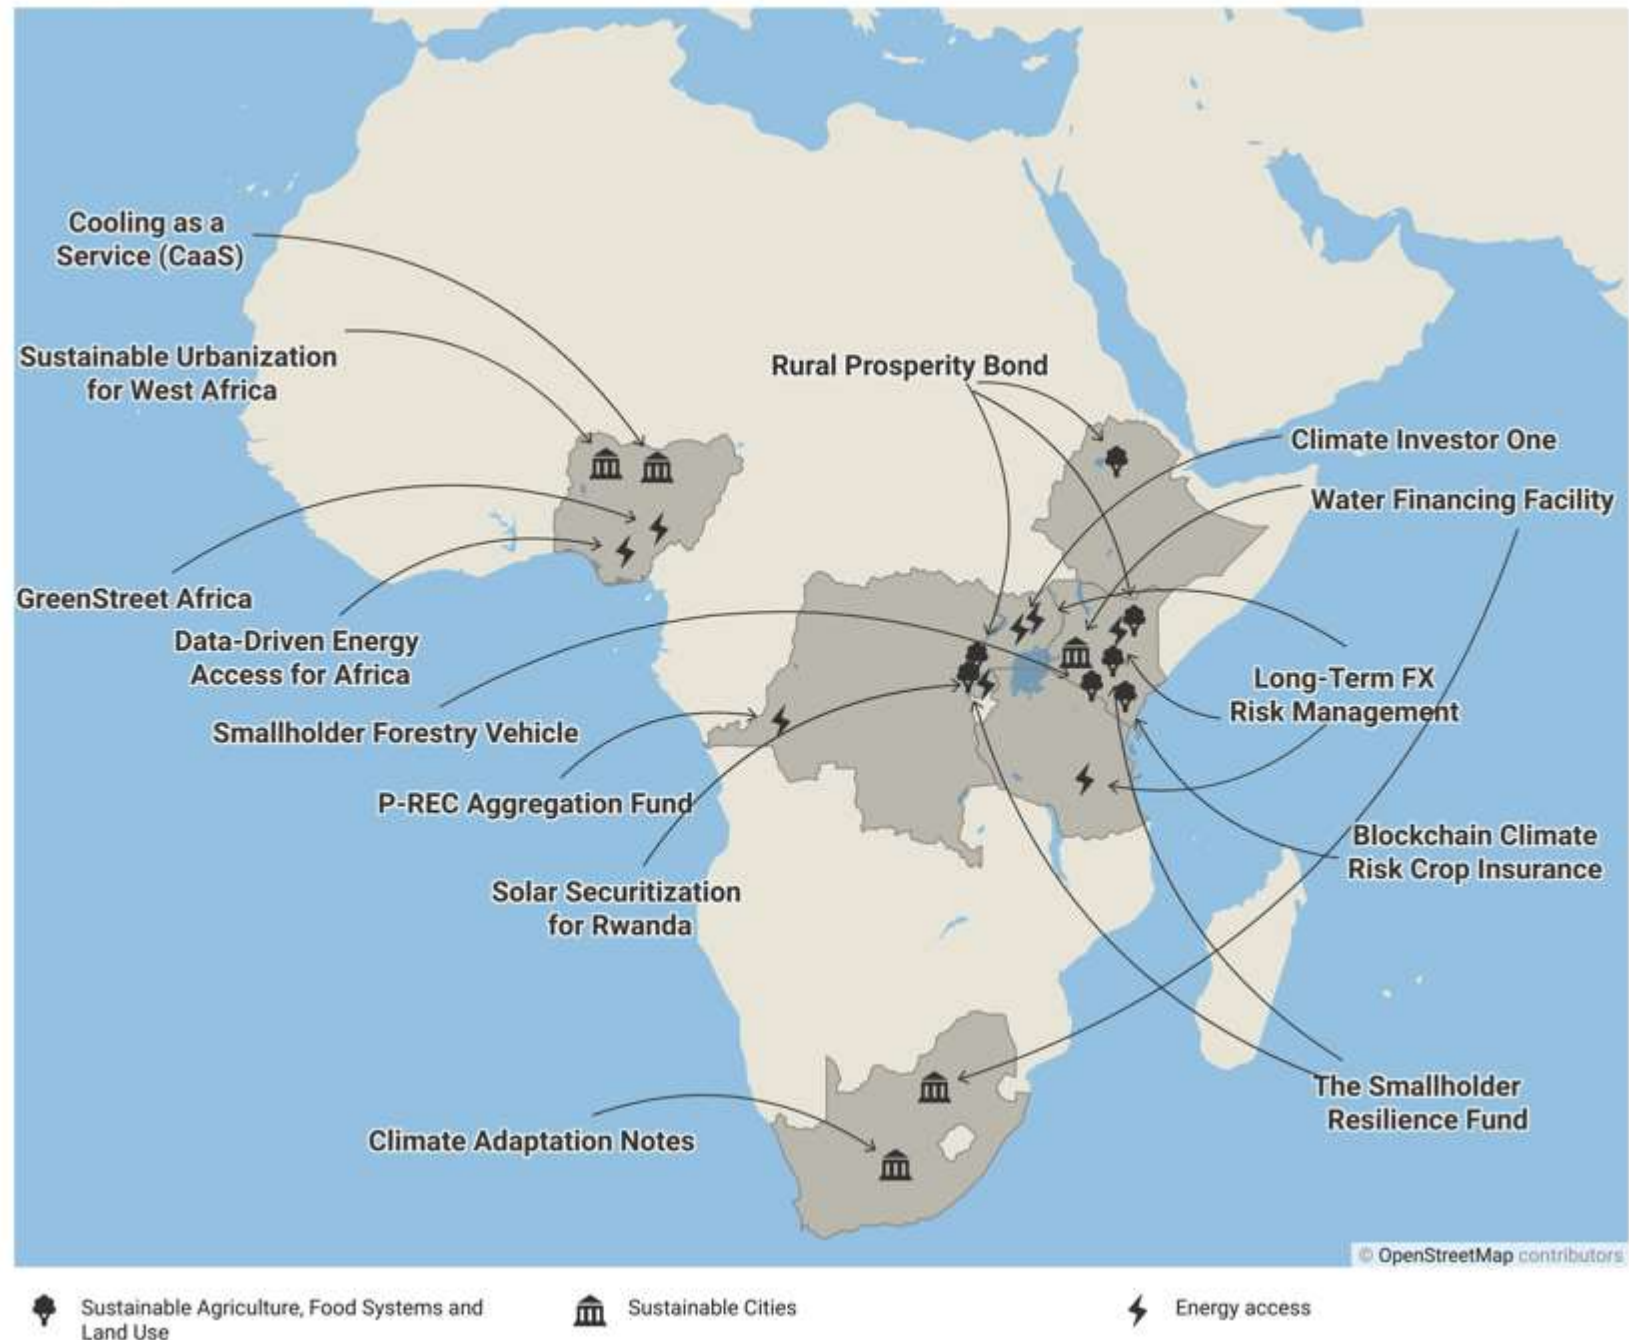 Cooling as a
Service (CaaS)
Sustainable Urbanization
for West Africa
Rural Prosperity Bond
Climate Investor One
Water Financing Facility
GreenStreet Africa
Data-Driven Energy
Access for Africa
Long-Term FX
Risk Management
Smallholder Forestry Vehicle
P-REC Aggregation Fund
Blockchain Climate
Risk Crop Insurance
Solar Securitization
for Rwanda
The Smallholder
Resilience Fund
Climate Adaptation Notes
© OpenStreetMap contributors
Sustainable Agriculture, Food Systems and
Land Use
Sustainable Cities
Energy access